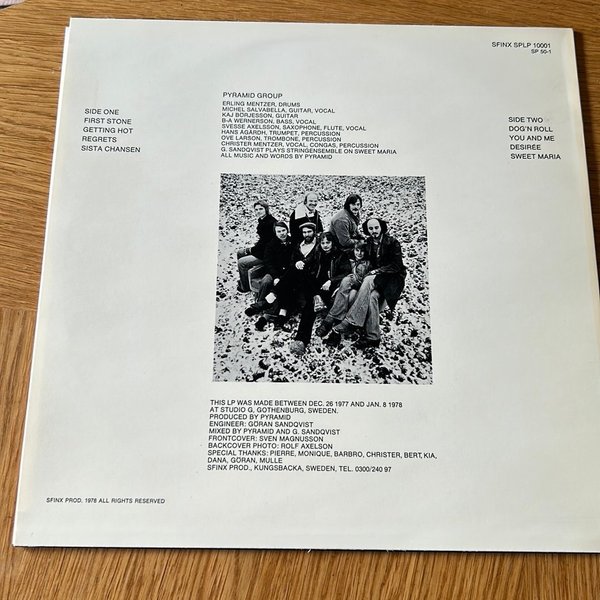 SFINX SPLP 10001
SP 50-1
PYRAMID GROUP
ERLING MENTZER, DRUMS
MICHEL SALVABELLA, GUITAR, VOCAL
KAJ BORJESSON, GUITAR
B-A WERNERSON, BASS, VOCAL
SVESSE AXELSSON, SAXOPHONE, FLUTE, VOCAL
HANS AGARDH, TRUMPET, PERCUSSION
OVE LARSON, TROMBONE, PERCUSSION
CHRISTER MENTZER, VOCAL, CONGAS, PERCUSSION
G. SANDQVIST PLAYS STRINGENSEMBLE ON SWEET MARIA
ALL MUSIC AND WORDS BY PYRAMID
SIDE ONE
FIRST STONE
GETTING HOT
REGRETS
SISTA CHANSEN
SIDE TWO
DOG'N ROLL
YOU AND ME
DESIRÉE
SWEET MARIA
THIS LP WAS MADE BETWEEN DEC. 26 1977 AND JAN. 8 1978
AT STUDIO G, GOTHENBURG, SWEDEN.
PRODUCED BY PYRAMID
ENGINEER: GÖRAN SANDQVIST
MIXED BY PYRAMID AND G. SANDQVIST
FRONTCOVER: SVEN MAGNUSSON
BACKCOVER PHOTO: ROLF AXELSON
SPECIAL THANKS: PIERRE, MONIQUE, BARBRO, CHRISTER, BERT, KIA,
DANA, GÖRAN, MULLE
SFINX PROD., KUNGSBACKA, SWEDEN, TEL. 0300/240 97
SFINX PROD. 1978 ALL RIGHTS RESERVED